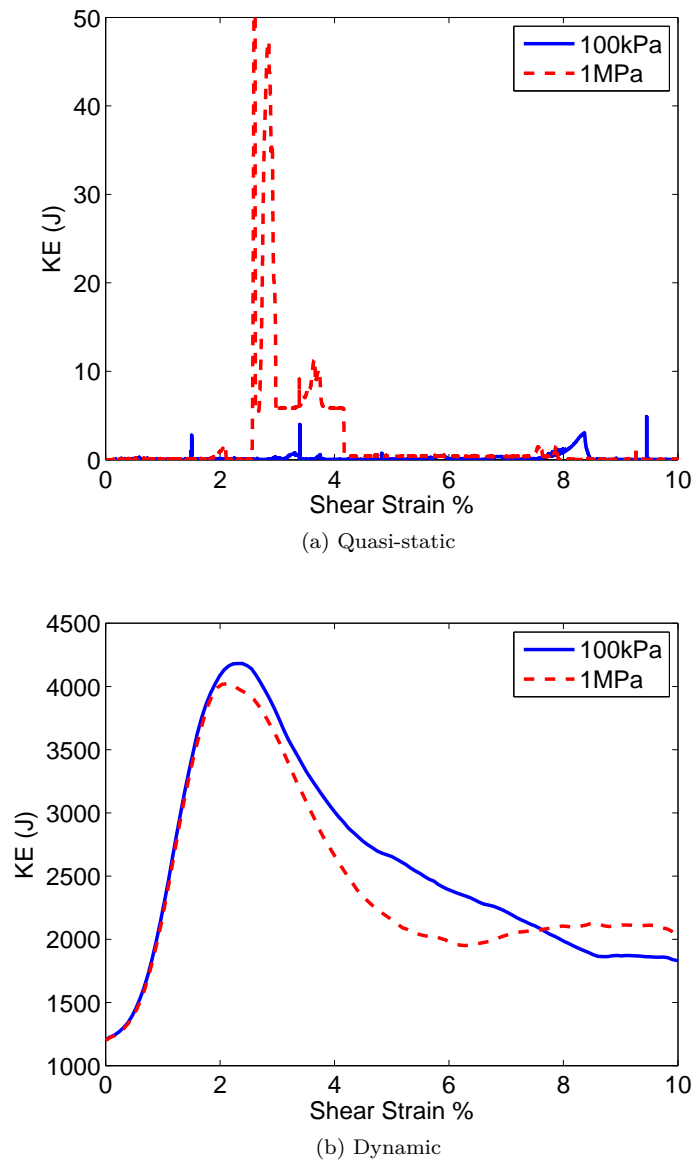 50
40
30
20
10
0
KE (J)
100kPa
1MPa
0 2 4 6 8 10
Shear Strain %
(a) Quasi-static
4500
4000
3500
3000
2500
2000
1500
1000
KE (J)
100kPa
1MPa
0 2 4 6 8 10
Shear Strain %
(b) Dynamic